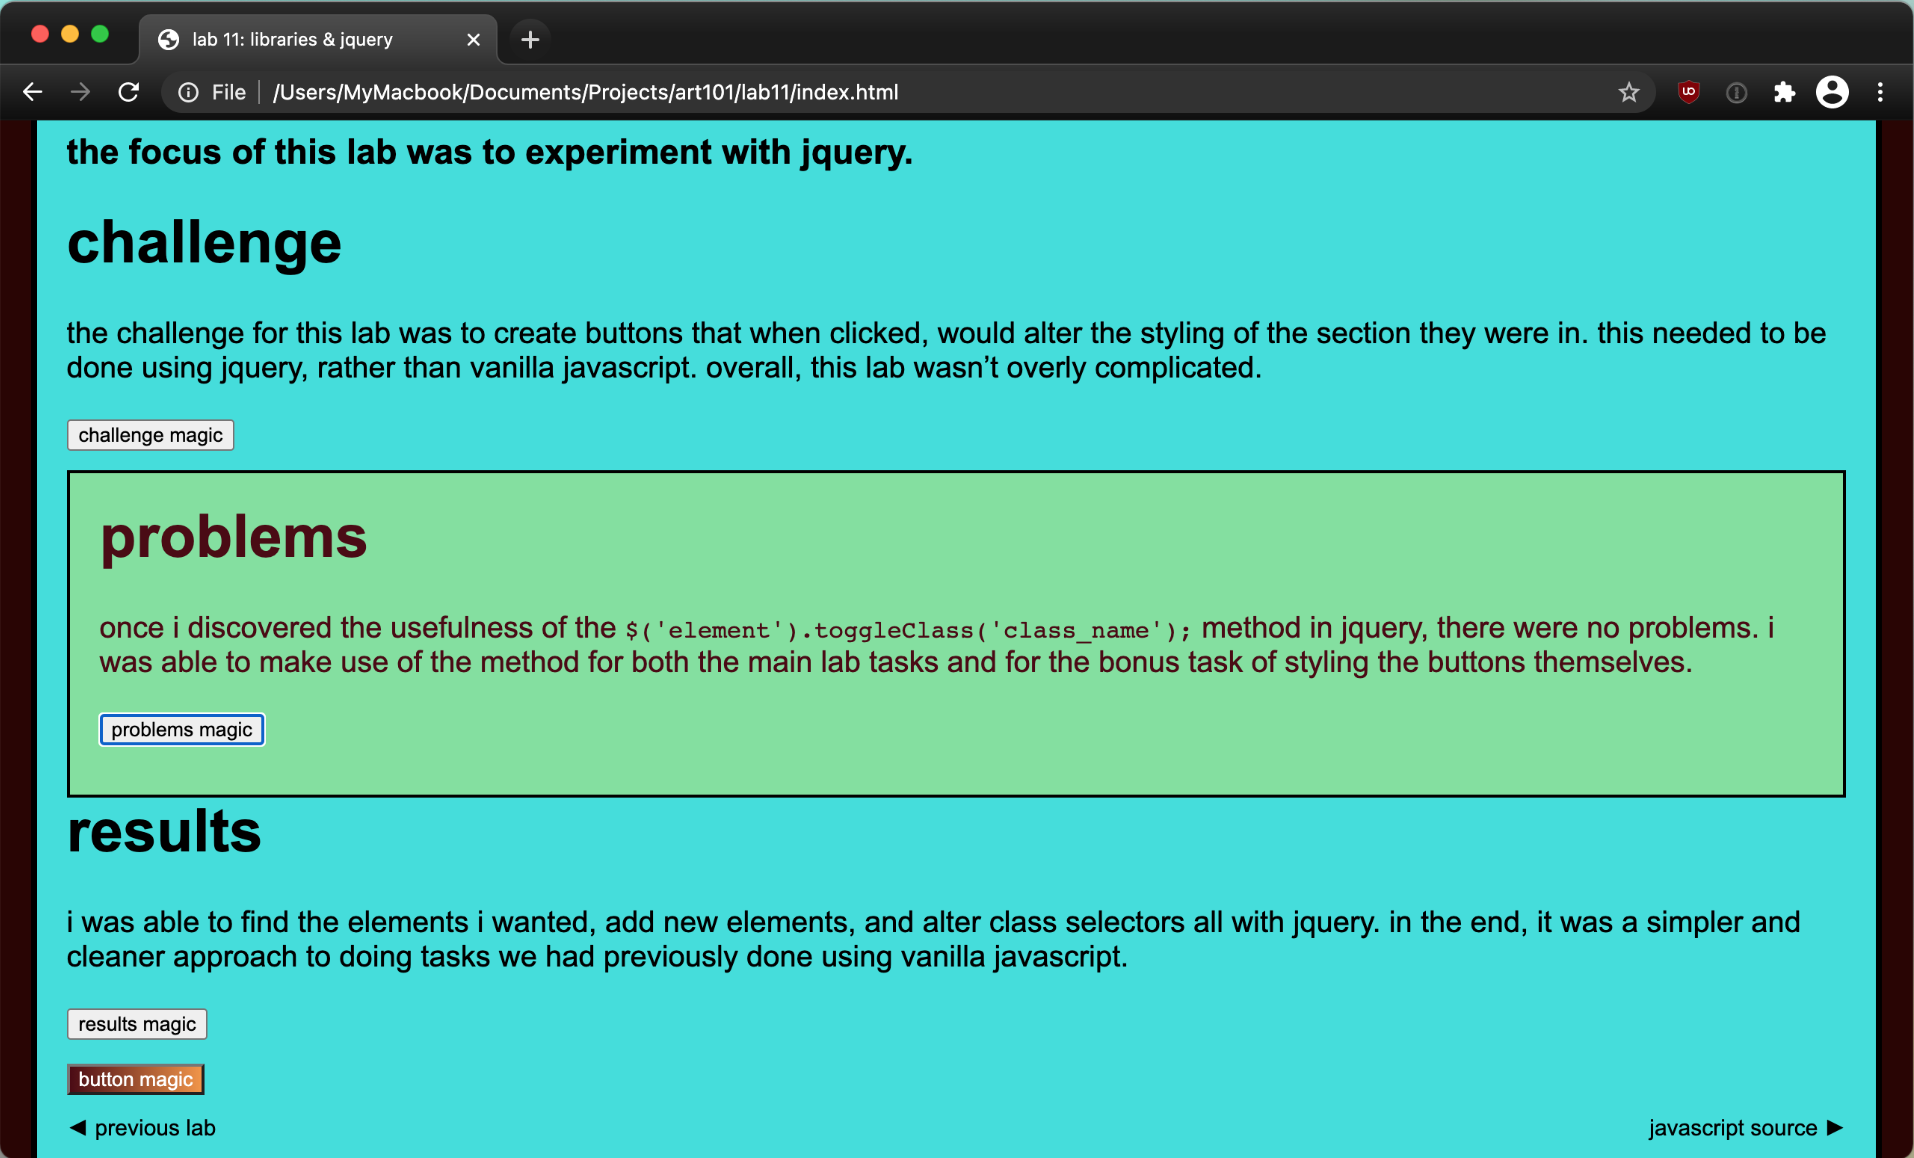 lab 11: libraries & jquery
File /Users/MyMacbook/Documents/Projects/art101/lab11/index.html
the focus of this lab was to experiment with jquery.
challenge
the challenge for this lab was to create buttons that when clicked, would alter the styling of the section they were in. this needed to be
done using jquery, rather than vanilla javascript. overall, this lab wasn’t overly complicated.
challenge magic
problems
once i discovered the usefulness of the $('element').toggleClass('class_name'); method in jquery, there were no problems. i
was able to make use of the method for both the main lab tasks and for the bonus task of styling the buttons themselves.
problems magic
results
i was able to find the elements i wanted, add new elements, and alter class selectors all with jquery. in the end, it was a simpler and
cleaner approach to doing tasks we had previously done using vanilla javascript.
results magic
button magic
◄ previous lab
javascript source ►